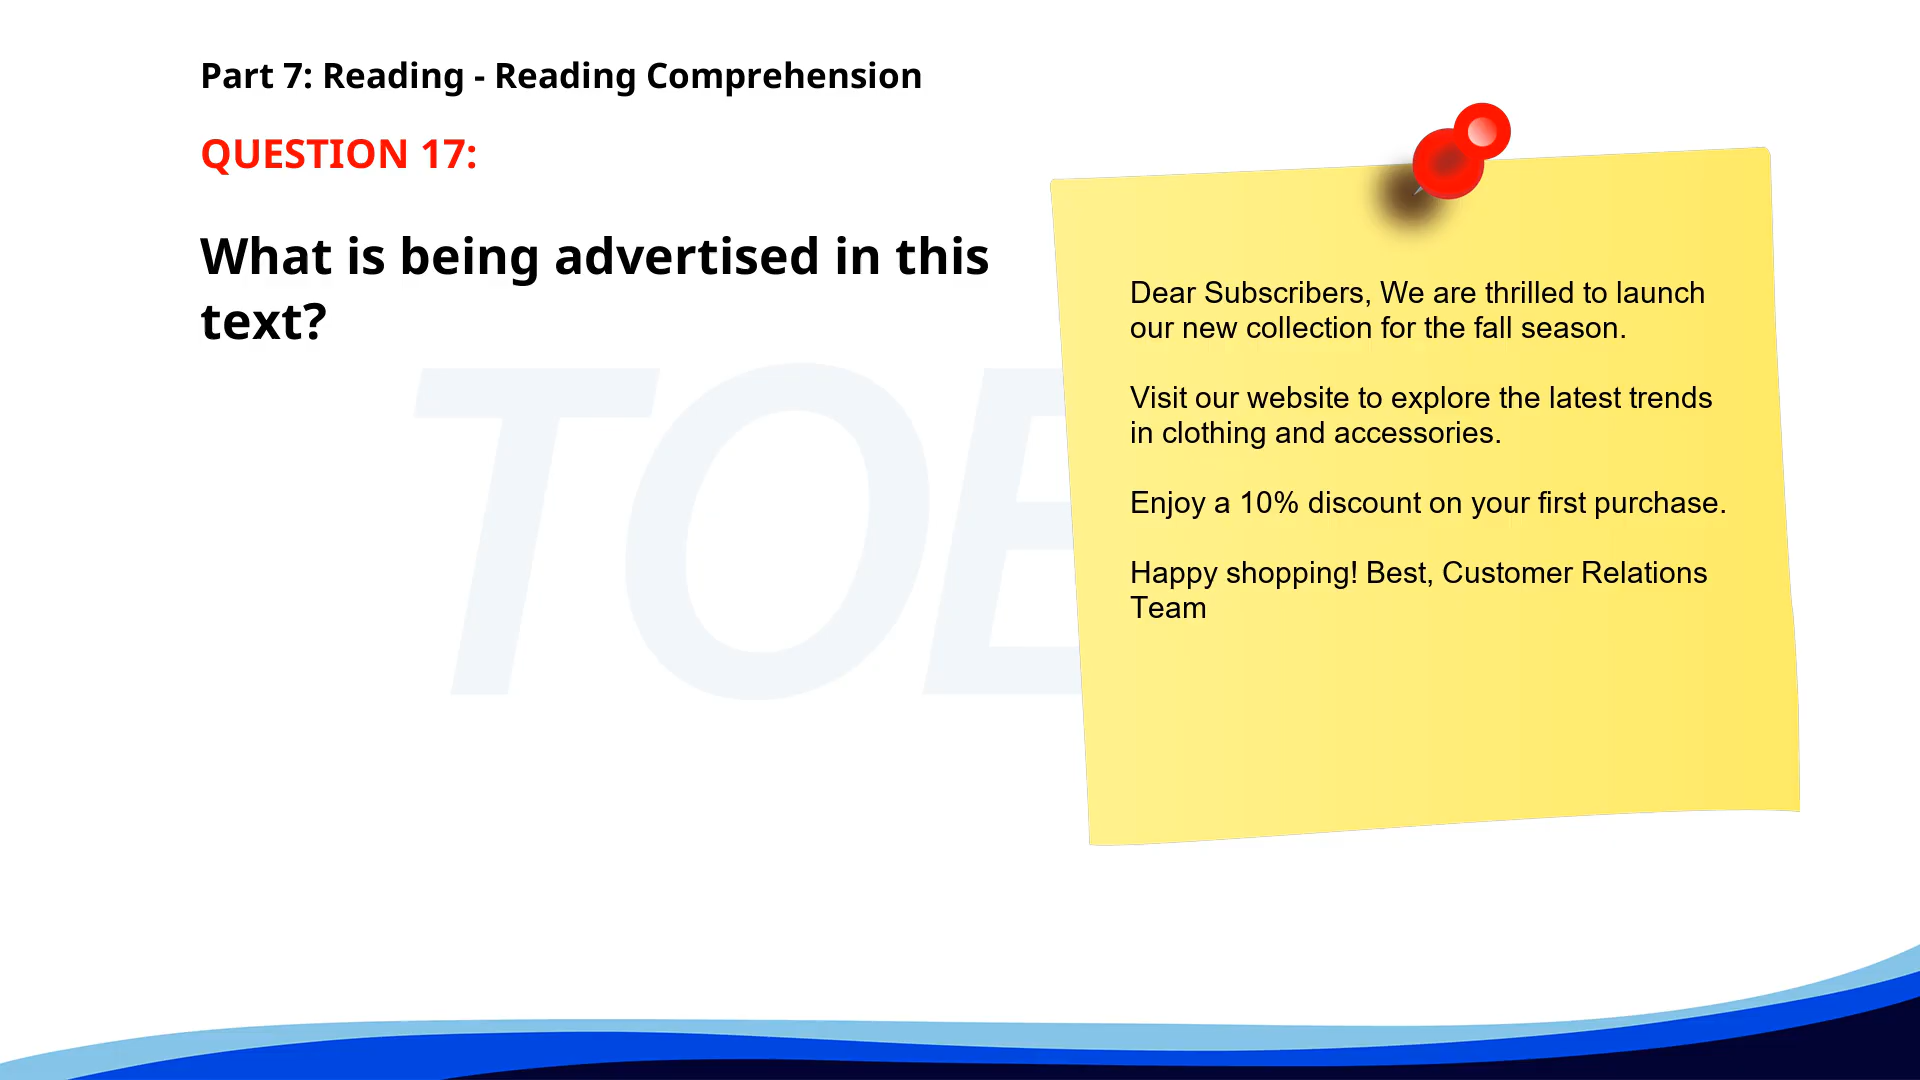 Part 7: Reading - Reading Comprehension
QUESTION 17:
What is being advertised in this
text?
TOE
Dear Subscribers, We are thrilled to launch
our new collection for the fall season.
Visit our website to explore the latest trends
in clothing and accessories.
Enjoy a 10% discount on your first purchase.
Happy shopping! Best, Customer Relations
Team